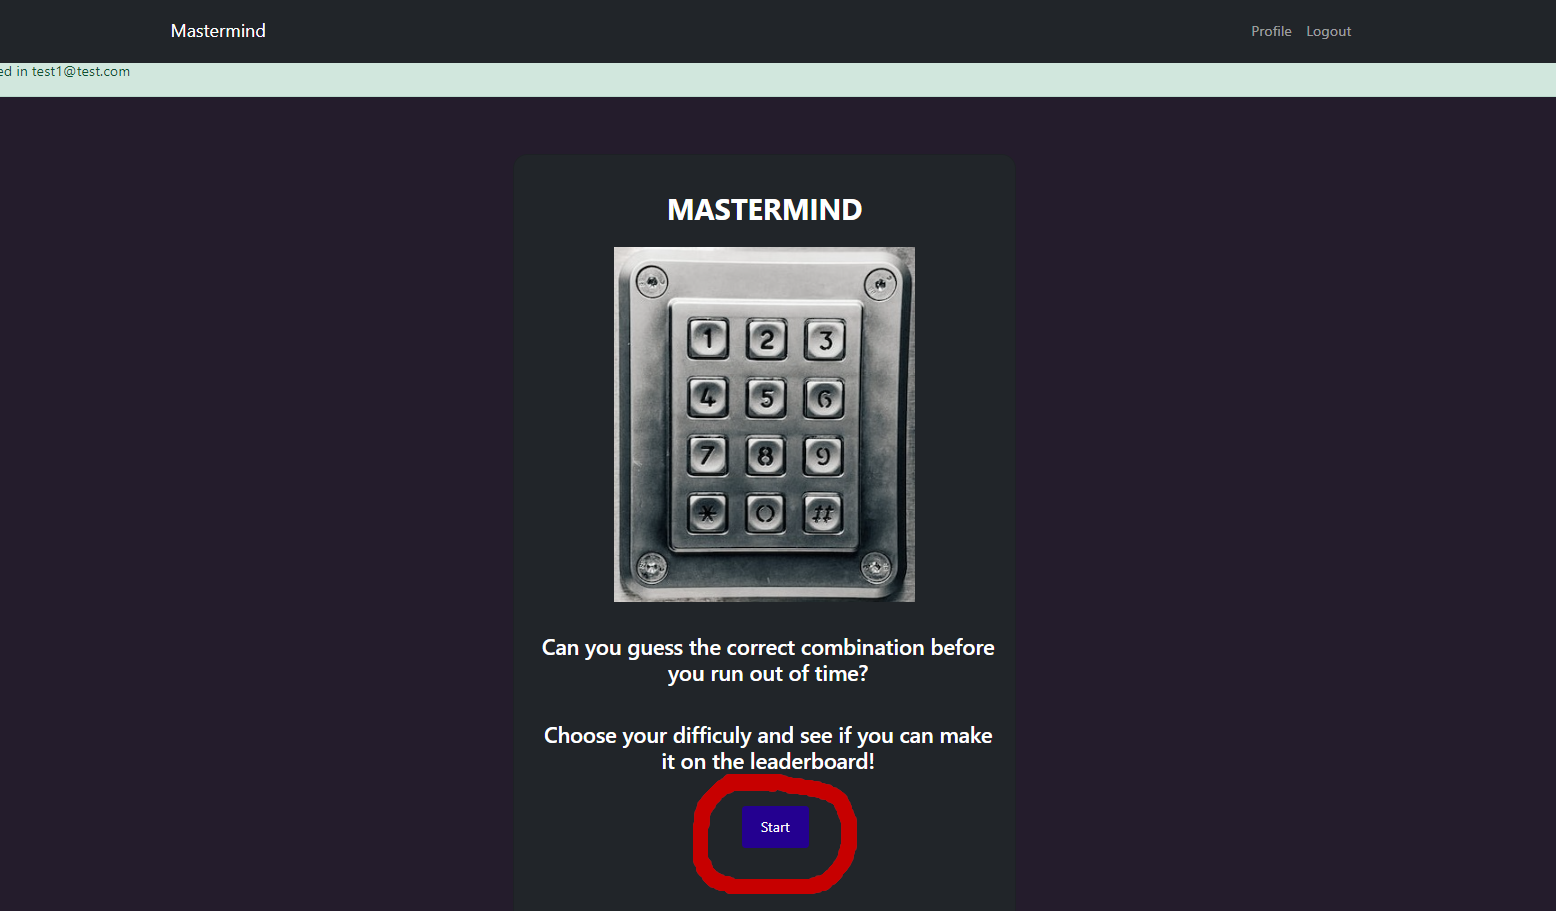 Mastermind
Profile Logout
ed in test1@test.com
MASTERMIND
1 2 3
4 5 6
7 8 9
* 0 #
Can you guess the correct combination before
you run out of time?
Choose your difficuly and see if you can make
it on the leaderboard!
Start